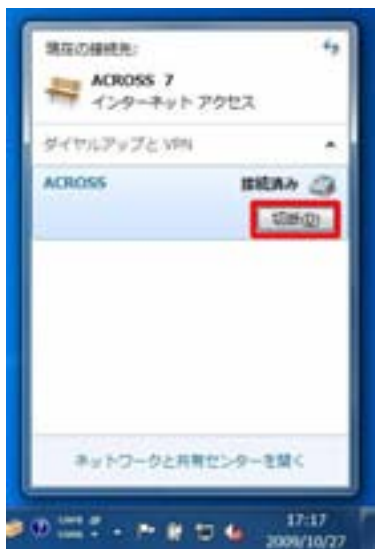 現在の接続先:
ACROSS 7
インターネット アクセス
ダイヤルアップと VPN
ACROSS 接続済み
切断(D)
ネットワークと共有センターを開く
17:17
2009/10/27